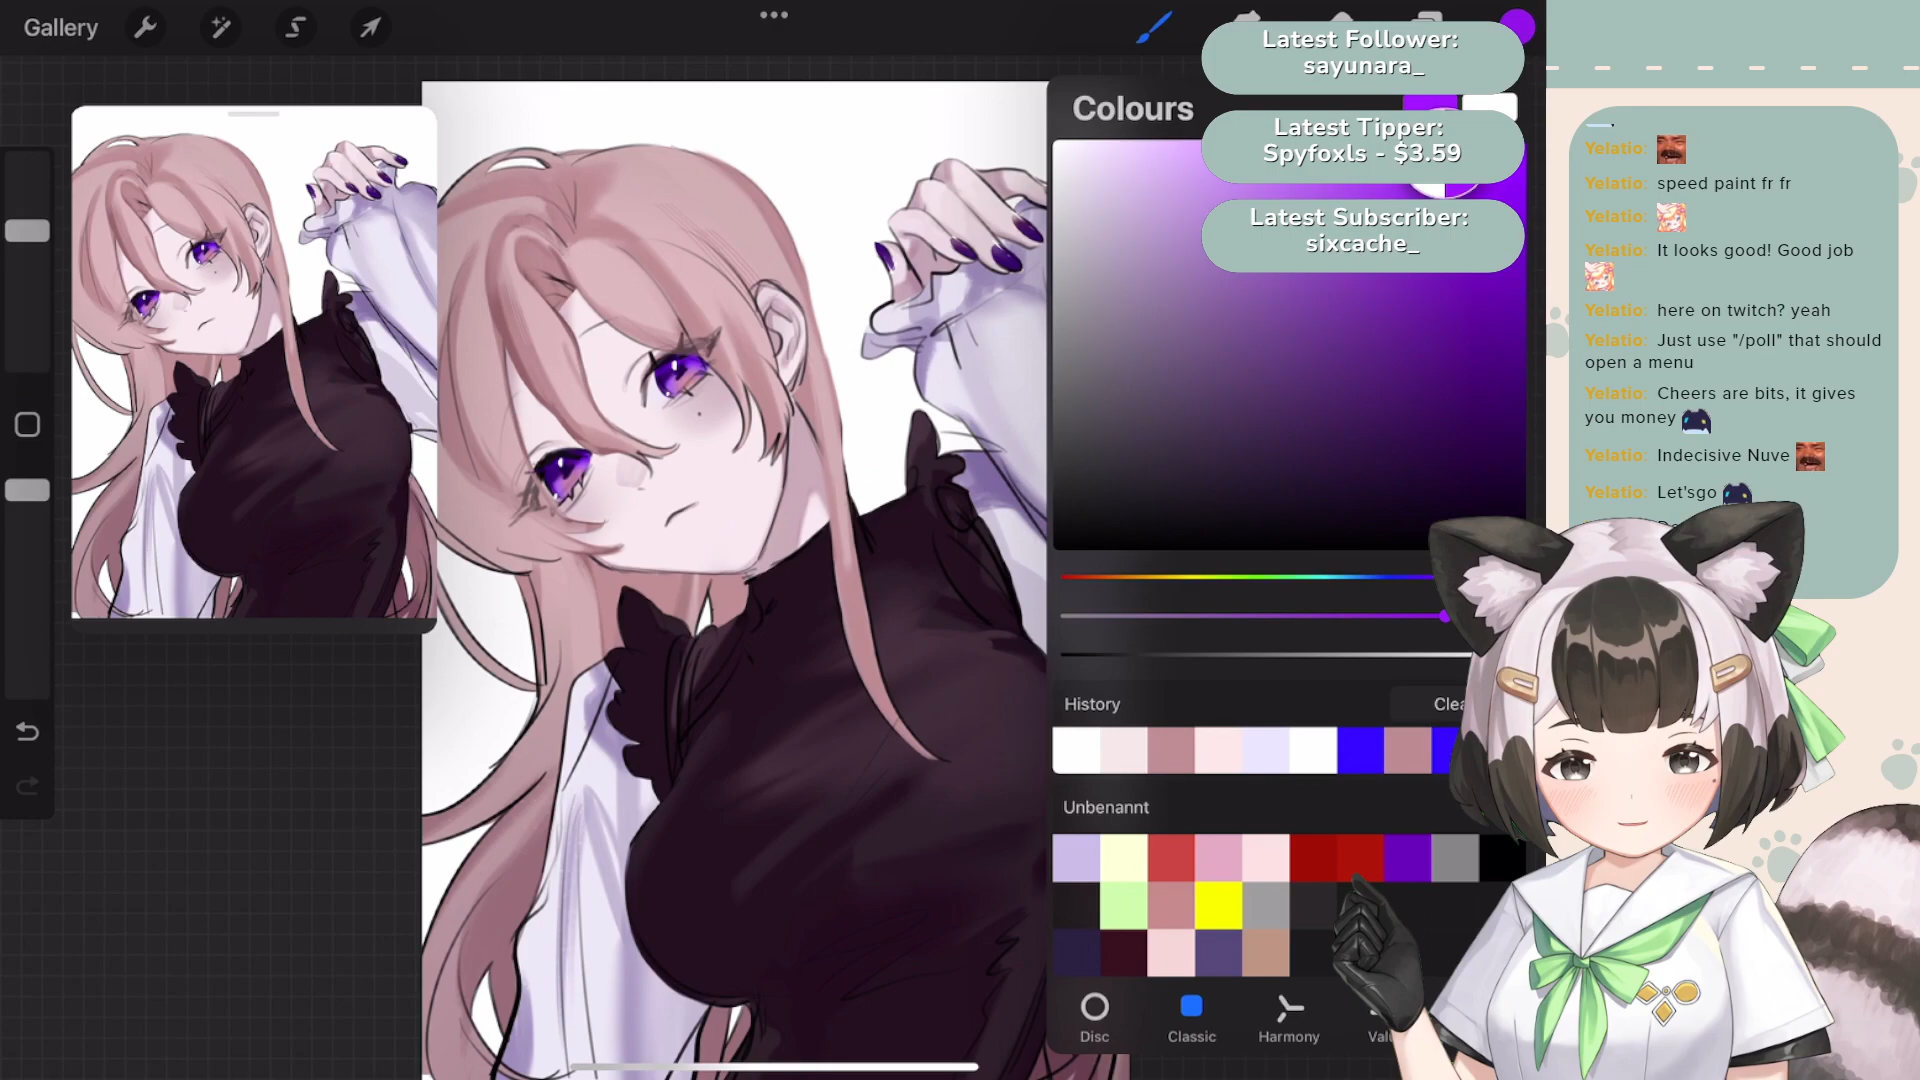 Gallery
Latest Follower:
sayunara_
Colours
Latest Tipper:
Spyfoxls - $3.59
Latest Subscriber:
sixcache_
History
Unbenannt
Disc
Classic
Harmony
Yelatio:
Yelatio: speed paint fr fr
Yelatio:
Yelatio: It looks good! Good job
Yelatio: here on twitch? yeah
Yelatio: Just use "/poll" that should
open a menu
Yelatio: Cheers are bits, it gives
you money
Yelatio: Indecisive Nuve
Yelatio: Let'sgo